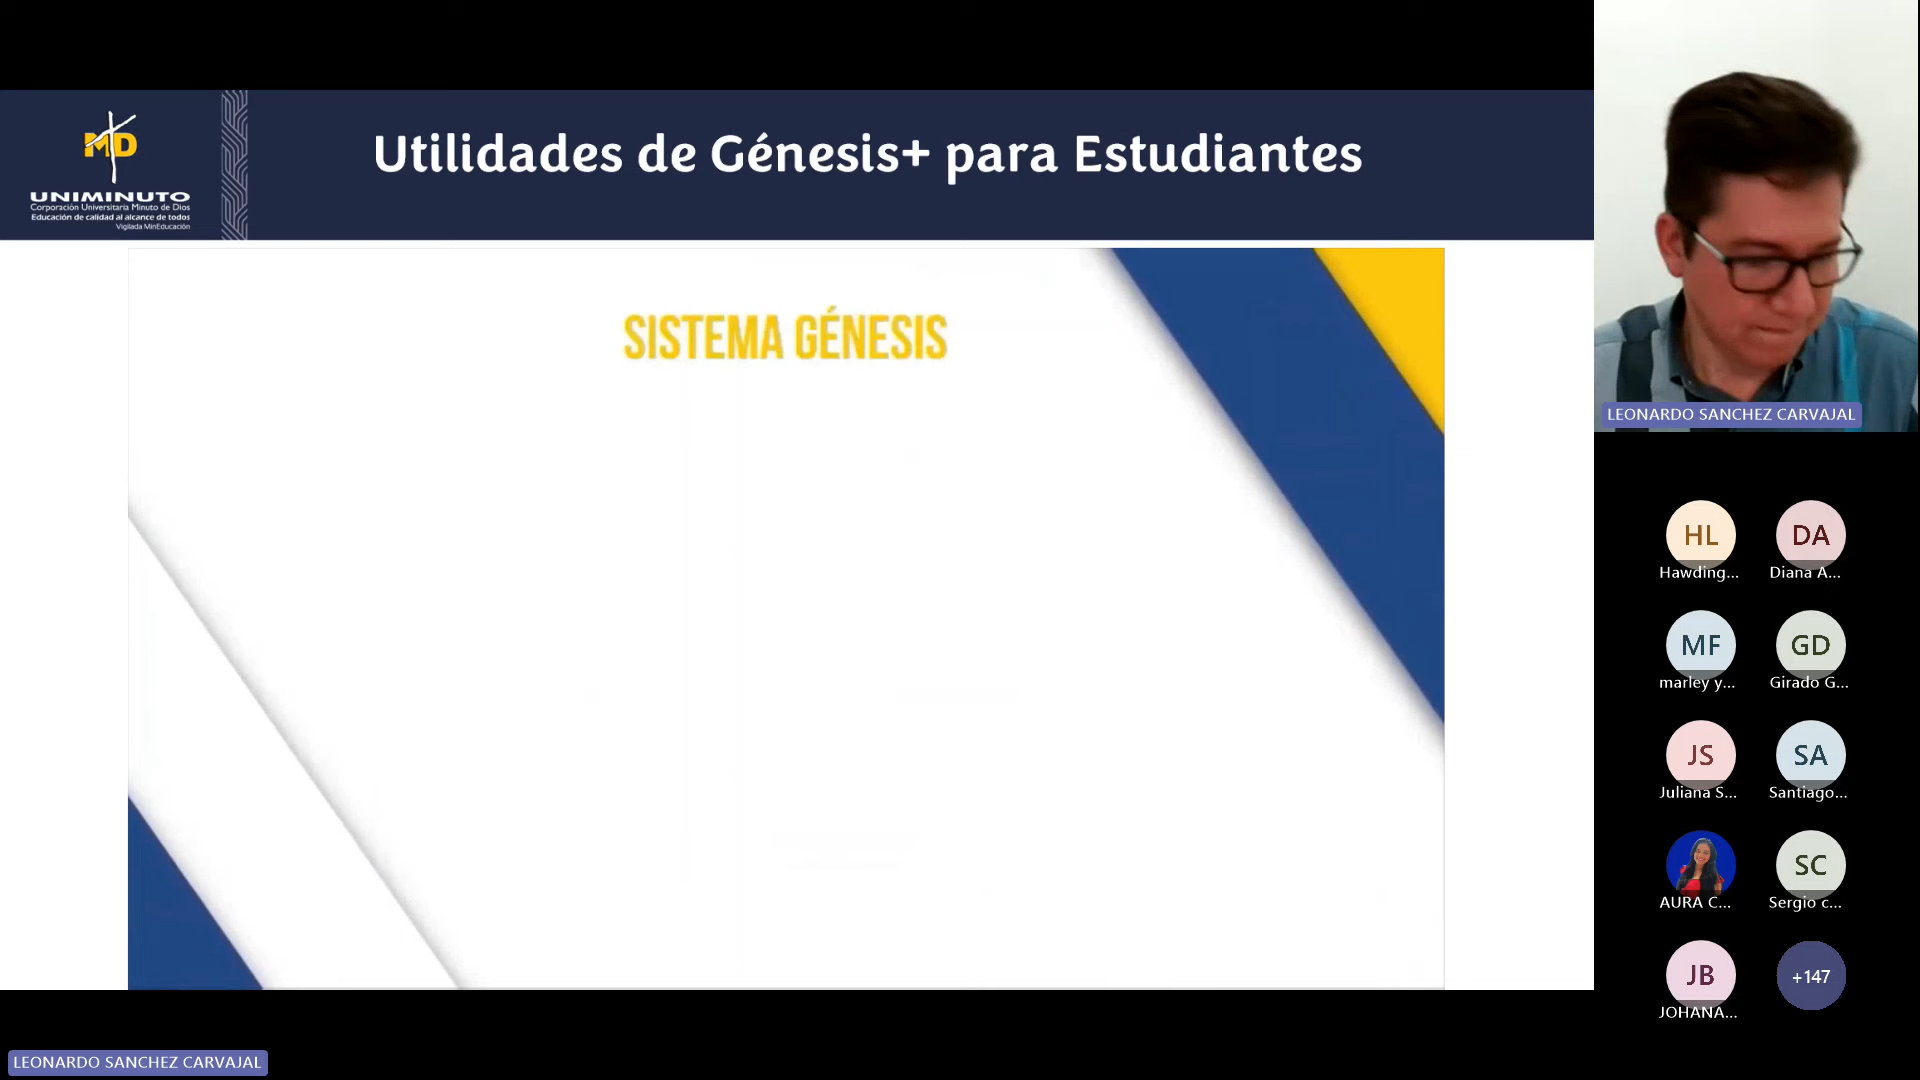 MD
UNIMINUTO
Corporación Universitaria Minuto de Dios
Educación de calidad al alcance de todos
Vigilada MinEducación
Utilidades de Génesis+ para Estudiantes
SISTEMA GÉNESIS
LEONARDO SANCHEZ CARVAJAL
HL
Hawding...
DA
Diana A...
MF
marley y...
GD
Girado G...
JS
Juliana S...
SA
Santiago...
AURA C...
SC
Sergio c...
JB
JOHANA...
+147
LEONARDO SANCHEZ CARVAJAL